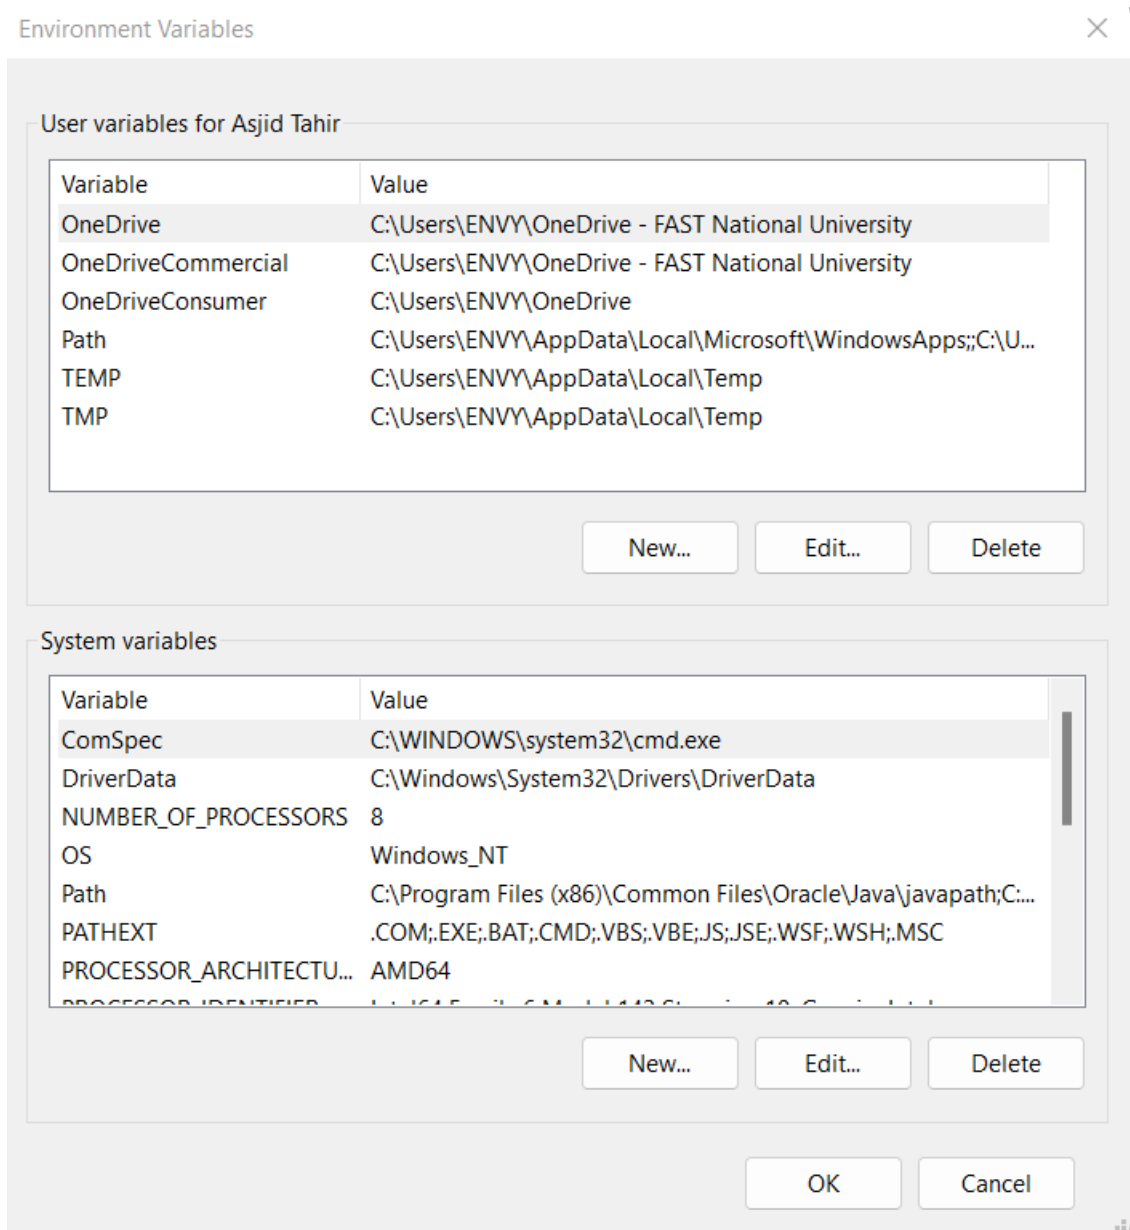 Environment Variables
User variables for Asjid Tahir
Variable Value
OneDrive C:\Users\ENVY\OneDrive - FAST National University
OneDriveCommercial C:\Users\ENVY\OneDrive - FAST National University
OneDriveConsumer C:\Users\ENVY\OneDrive
Path C:\Users\ENVY\AppData\Local\Microsoft\WindowsApps;;C:\U...
TEMP C:\Users\ENVY\AppData\Local\Temp
TMP C:\Users\ENVY\AppData\Local\Temp
New... Edit... Delete
System variables
Variable Value
ComSpec C:\WINDOWS\system32\cmd.exe
DriverData C:\Windows\System32\Drivers\DriverData
NUMBER_OF_PROCESSORS 8
OS Windows_NT
Path C:\Program Files (x86)\Common Files\Oracle\Java\javapath;C:...
PATHEXT .COM;.EXE;.BAT;.CMD;.VBS;.VBE;.JS;.JSE;.WSF;.WSH;.MSC
PROCESSOR_ARCHITECTU... AMD64
PROCESSOR_IDENTIFIER
New... Edit... Delete
OK Cancel